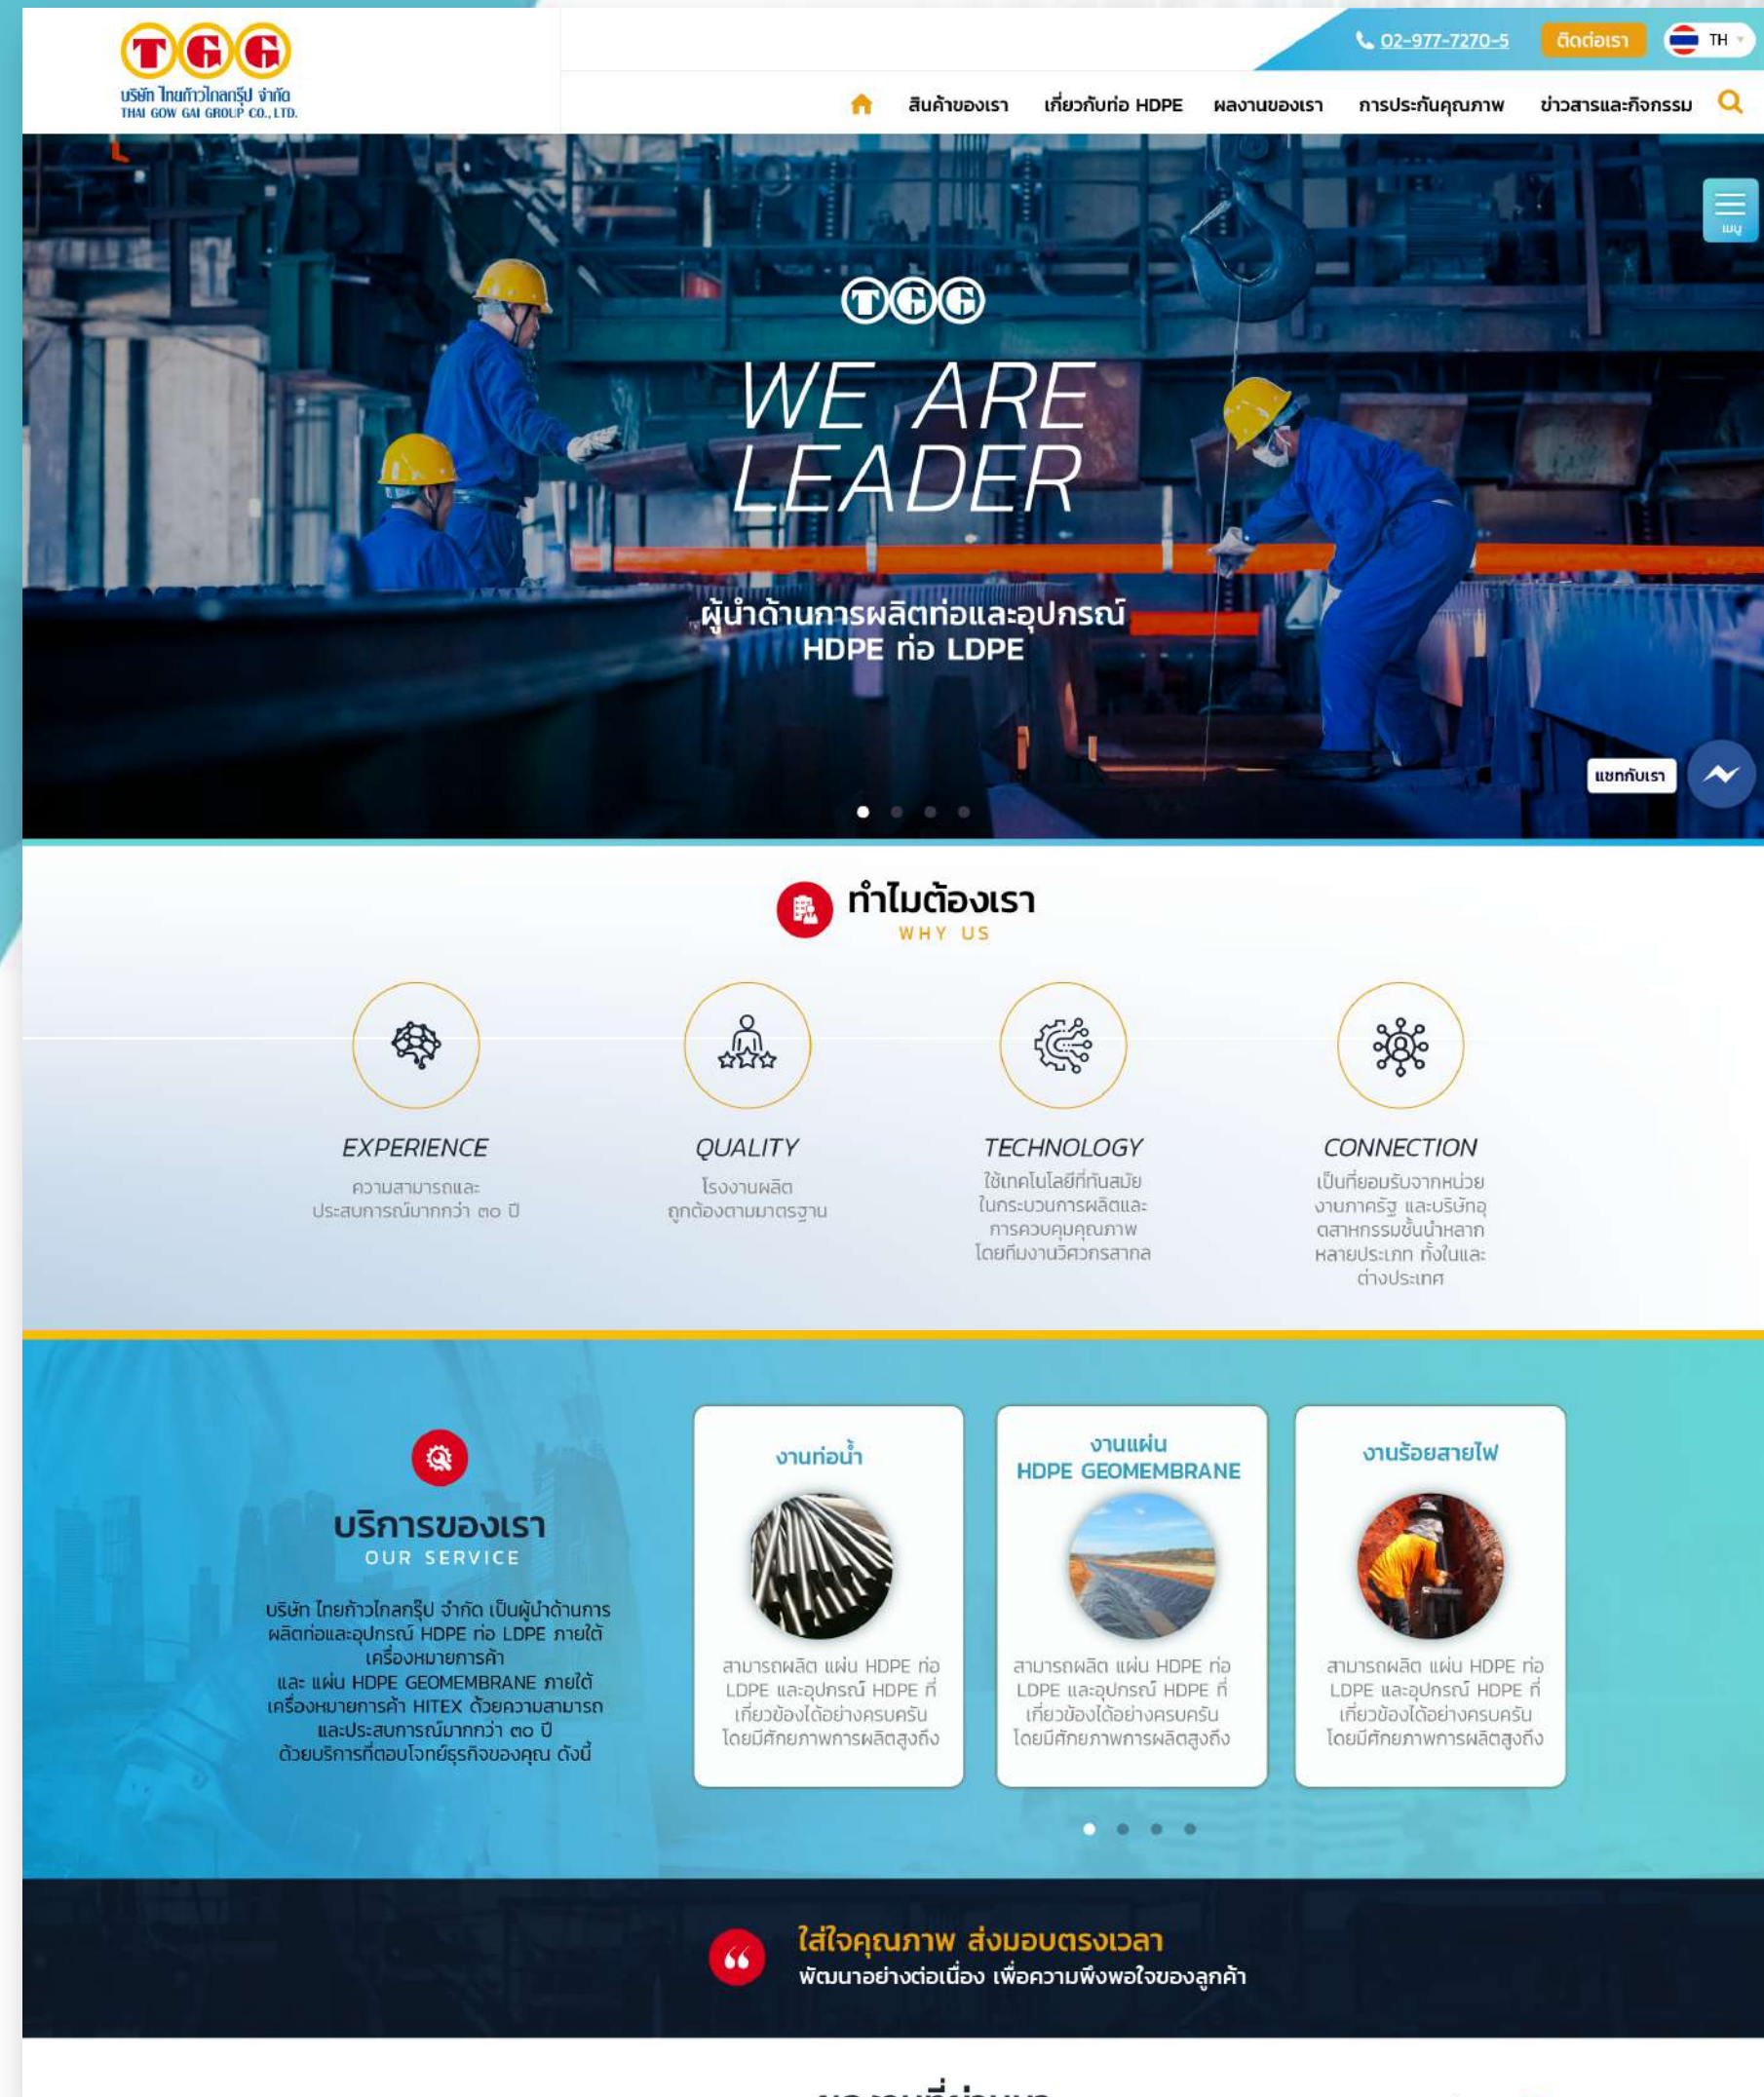 TGG
บริษัท ไทยก้าวไกลกรุ๊ป จำกัด
THAI GOW GAI GROUP CO., LTD.
02-977-7270-5
ติดต่อเรา
TH
สินค้าของเรา
เกี่ยวกับท่อ HDPE
ผลงานของเรา
การประกันคุณภาพ
ข่าวสารและกิจกรรม
เมนู
TGG
WE ARE
LEADER
ผู้นำด้านการผลิตท่อและอุปกรณ์
HDPE ท่อ LDPE
แชทกับเรา
ทำไมต้องเรา
WHY US
EXPERIENCE
ความสามารถและ
ประสบการณ์มากกว่า ๓๐ ปี
QUALITY
โรงงานผลิต
ถูกต้องตามมาตรฐาน
TECHNOLOGY
ใช้เทคโนโลยีที่ทันสมัย
ในกระบวนการผลิตและ
การควบคุมคุณภาพ
โดยทีมงานวิศวกรสากล
CONNECTION
เป็นที่ยอมรับจากหน่วย
งานภาครัฐ และบริษัทอุ
ตสาหกรรมชั้นนำหลาก
หลายประเภท ทั้งในและ
ต่างประเทศ
บริการของเรา
OUR SERVICE
บริษัท ไทยก้าวไกลกรุ๊ป จำกัด เป็นผู้นำด้านการ
ผลิตท่อและอุปกรณ์ HDPE ท่อ LDPE ภายใต้
เครื่องหมายการค้า
และ แผ่น HDPE GEOMEMBRANE ภายใต้
เครื่องหมายการค้า HITEX ด้วยความสามารถ
และประสบการณ์มากกว่า ๓๐ ปี
ด้วยบริการที่ตอบโจทย์ธุรกิจของคุณ ดังนี้
งานท่อน้ำ
สามารถผลิต แผ่น HDPE ท่อ
LDPE และอุปกรณ์ HDPE ที่
เกี่ยวข้องได้อย่างครบครัน
โดยมีศักยภาพการผลิตสูงถึง
งานแผ่น
HDPE GEOMEMBRANE
สามารถผลิต แผ่น HDPE ท่อ
LDPE และอุปกรณ์ HDPE ที่
เกี่ยวข้องได้อย่างครบครัน
โดยมีศักยภาพการผลิตสูงถึง
งานร้อยสายไฟ
สามารถผลิต แผ่น HDPE ท่อ
LDPE และอุปกรณ์ HDPE ที่
เกี่ยวข้องได้อย่างครบครัน
โดยมีศักยภาพการผลิตสูงถึง
ใส่ใจคุณภาพ ส่งมอบตรงเวลา
พัฒนาอย่างต่อเนื่อง เพื่อความพึงพอใจของลูกค้า